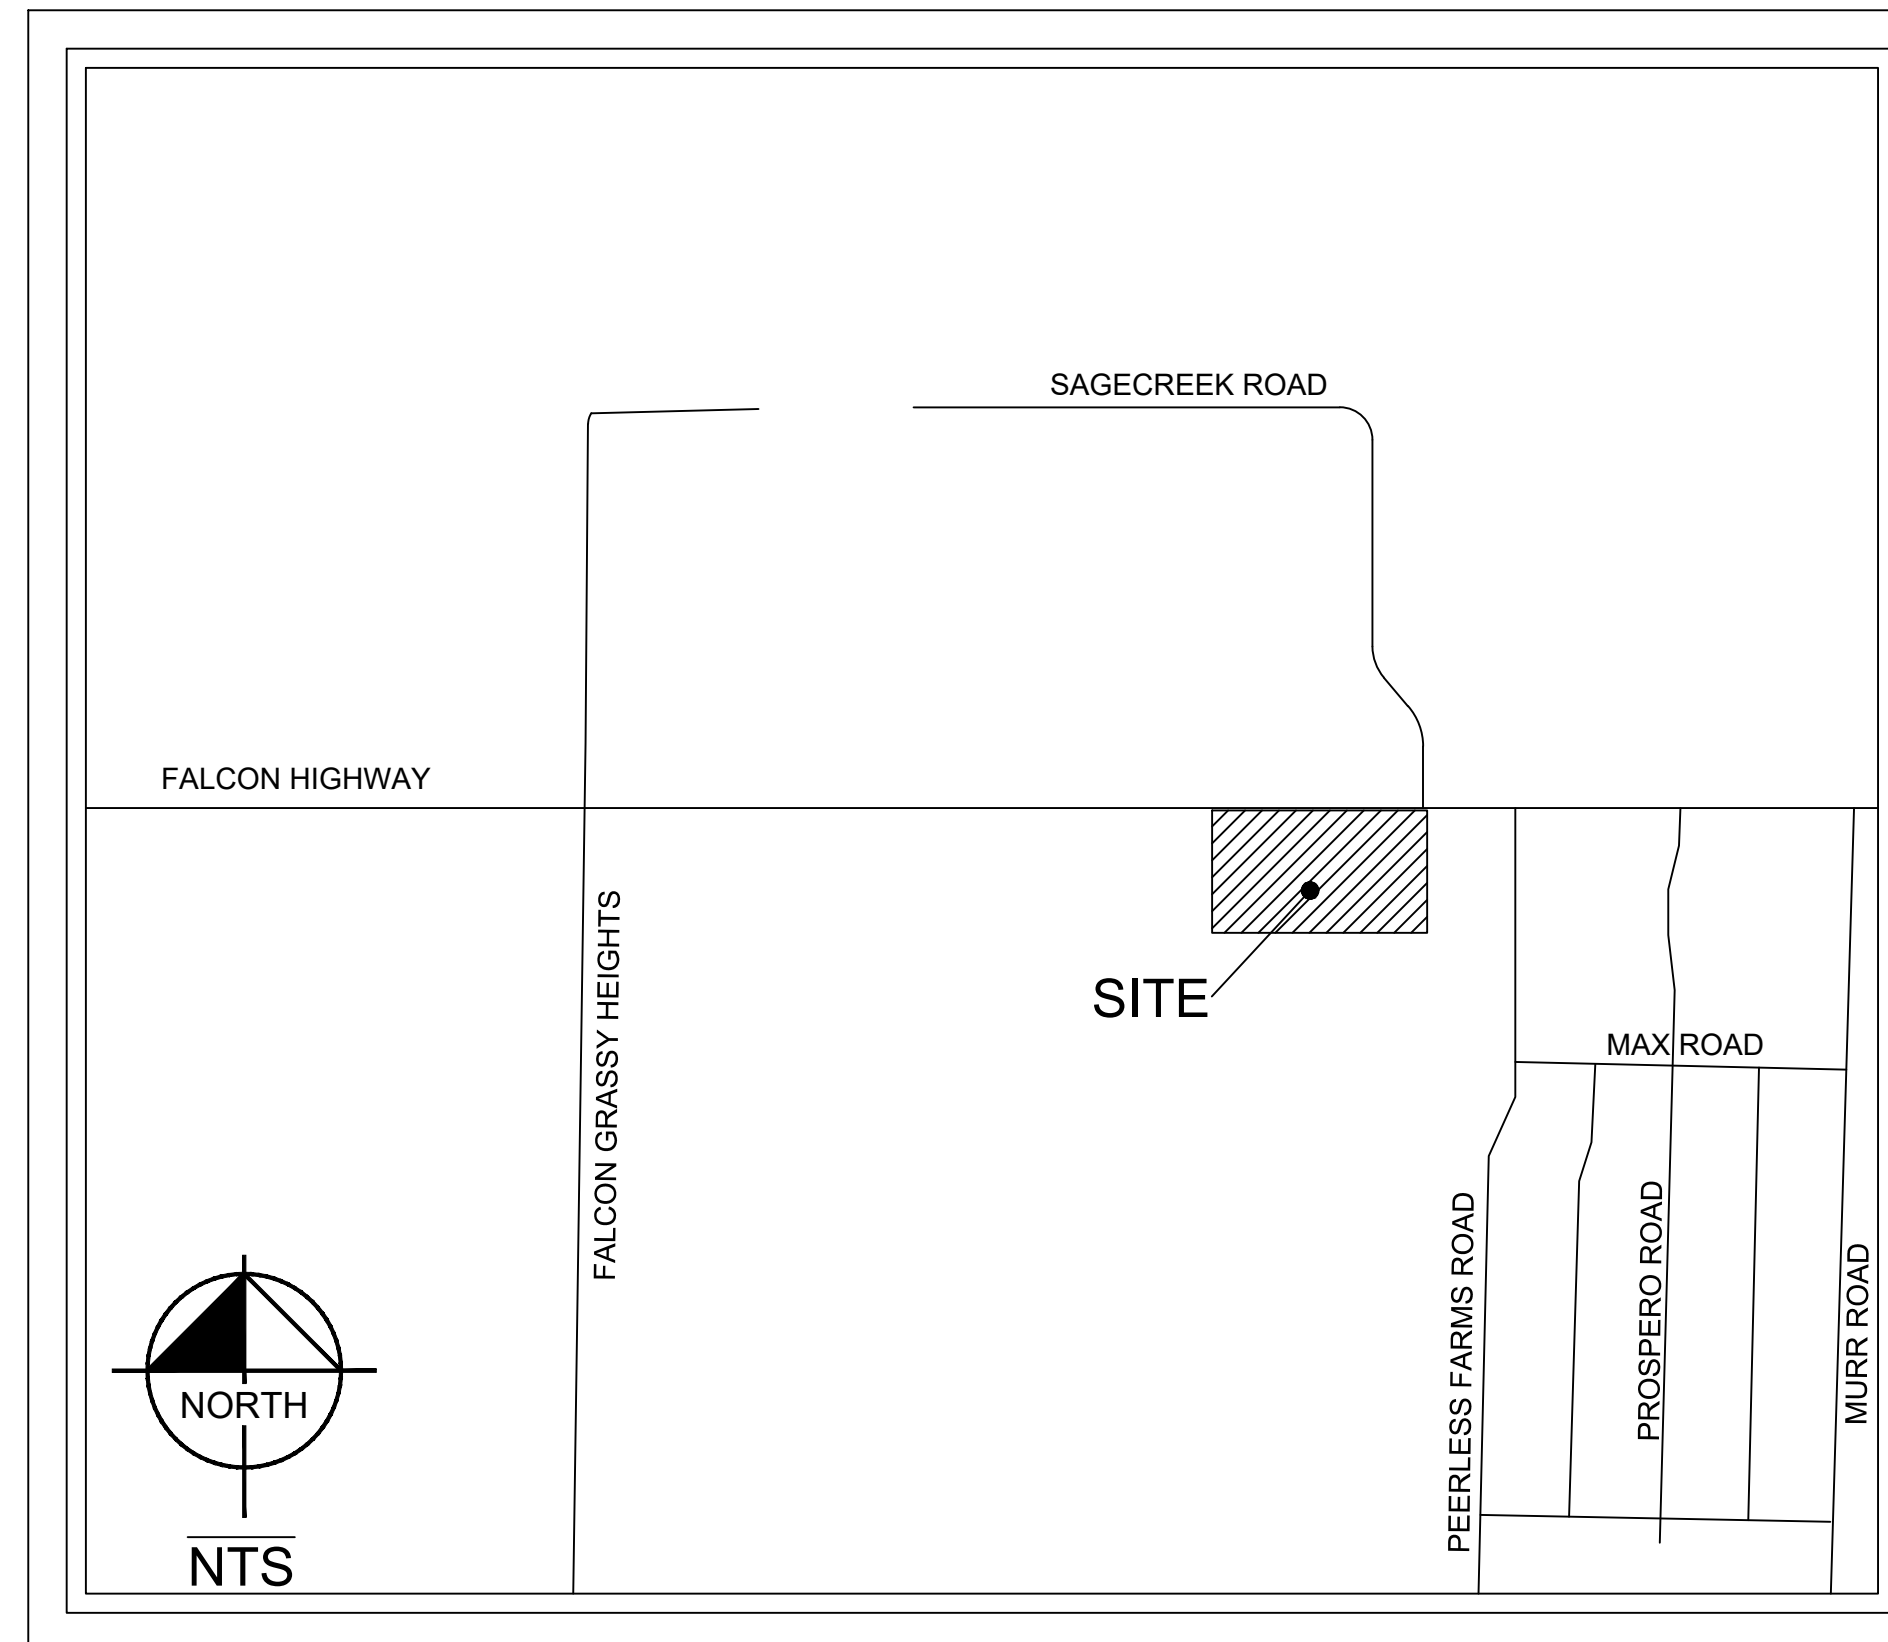 SAGECREEK ROAD
FALCON HIGHWAY
FALCON GRASSY HEIGHTS
SITE
MAX ROAD
PEERLESS FARMS ROAD
PROSPERO ROAD
MURR ROAD
NORTH
NTS